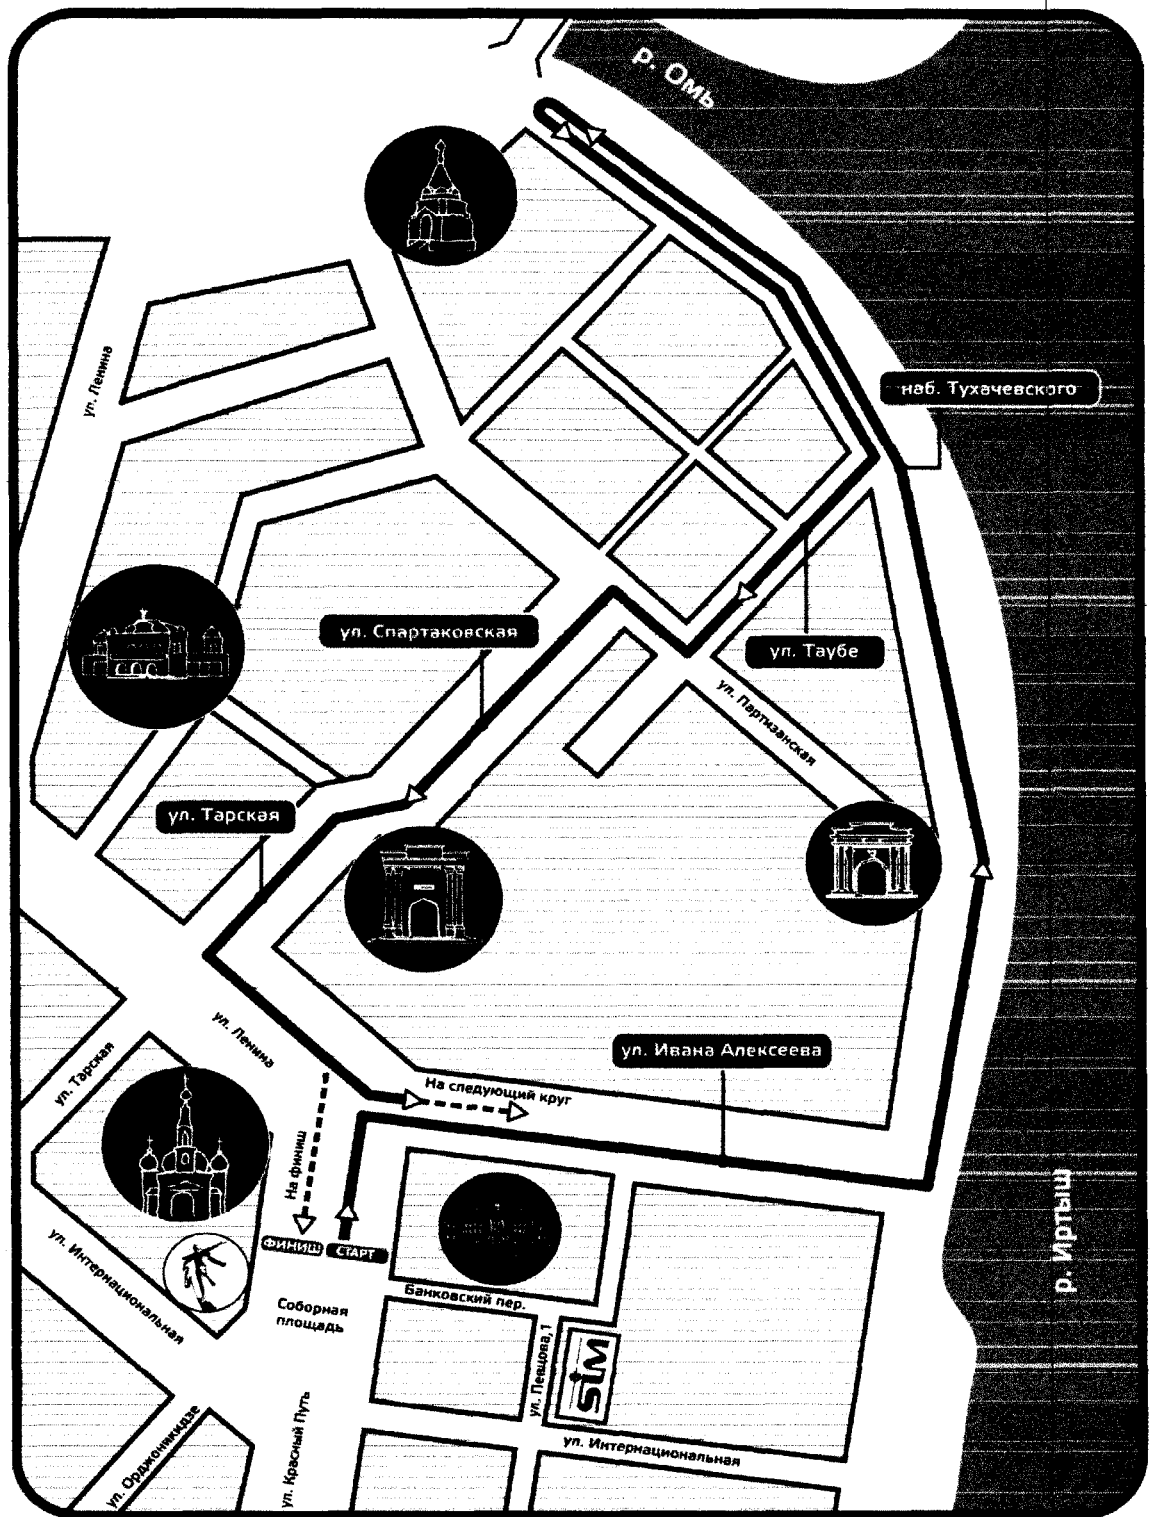 р. Омь
ул. Ленина
наб. Тухачевского
ул. Спартаковская
ул. Таубе
ул. Партизанская
ул. Тарская
ул. Ленина
ул. Ивана Алексеева
ул. Тарская
На следующий круг
На финиш
р. Иртыш
ФИНИШ
СТАРТ
ул. Интернациональная
Банковский пер.
Соборная
площадь
ул. Певцова, 1
sim
ул. Орджоникидзе
ул. Красный Путь
ул. Интернациональная